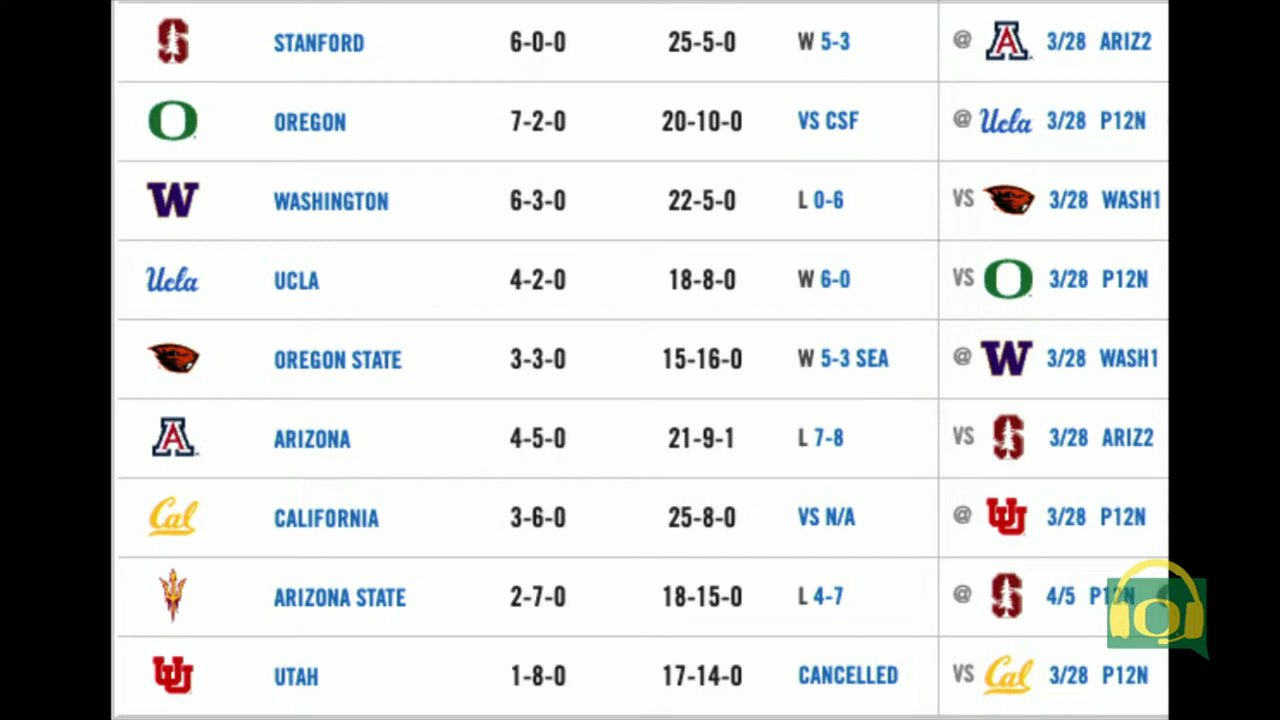 STANFORD 6-0-0 25-5-0 W 5-3 @ A 3/28 ARIZ2
O OREGON 7-2-0 20-10-0 VS CSF @ Ucla 3/28 P12N
W WASHINGTON 6-3-0 22-5-0 L 0-6 VS 3/28 WASH1
Ucla UCLA 4-2-0 18-8-0 W 6-0 VS O 3/28 P12N
OREGON STATE 3-3-0 15-16-0 W 5-3 SEA @ W 3/28 WASH1
A ARIZONA 4-5-0 21-9-1 L 7-8 VS S 3/28 ARIZ2
Cal CALIFORNIA 3-6-0 25-8-0 VS N/A @ U 3/28 P12N
ARIZONA STATE 2-7-0 18-15-0 L 4-7 @ S 4/5 P12N
U UTAH 1-8-0 17-14-0 CANCELLED VS Cal 3/28 P12N